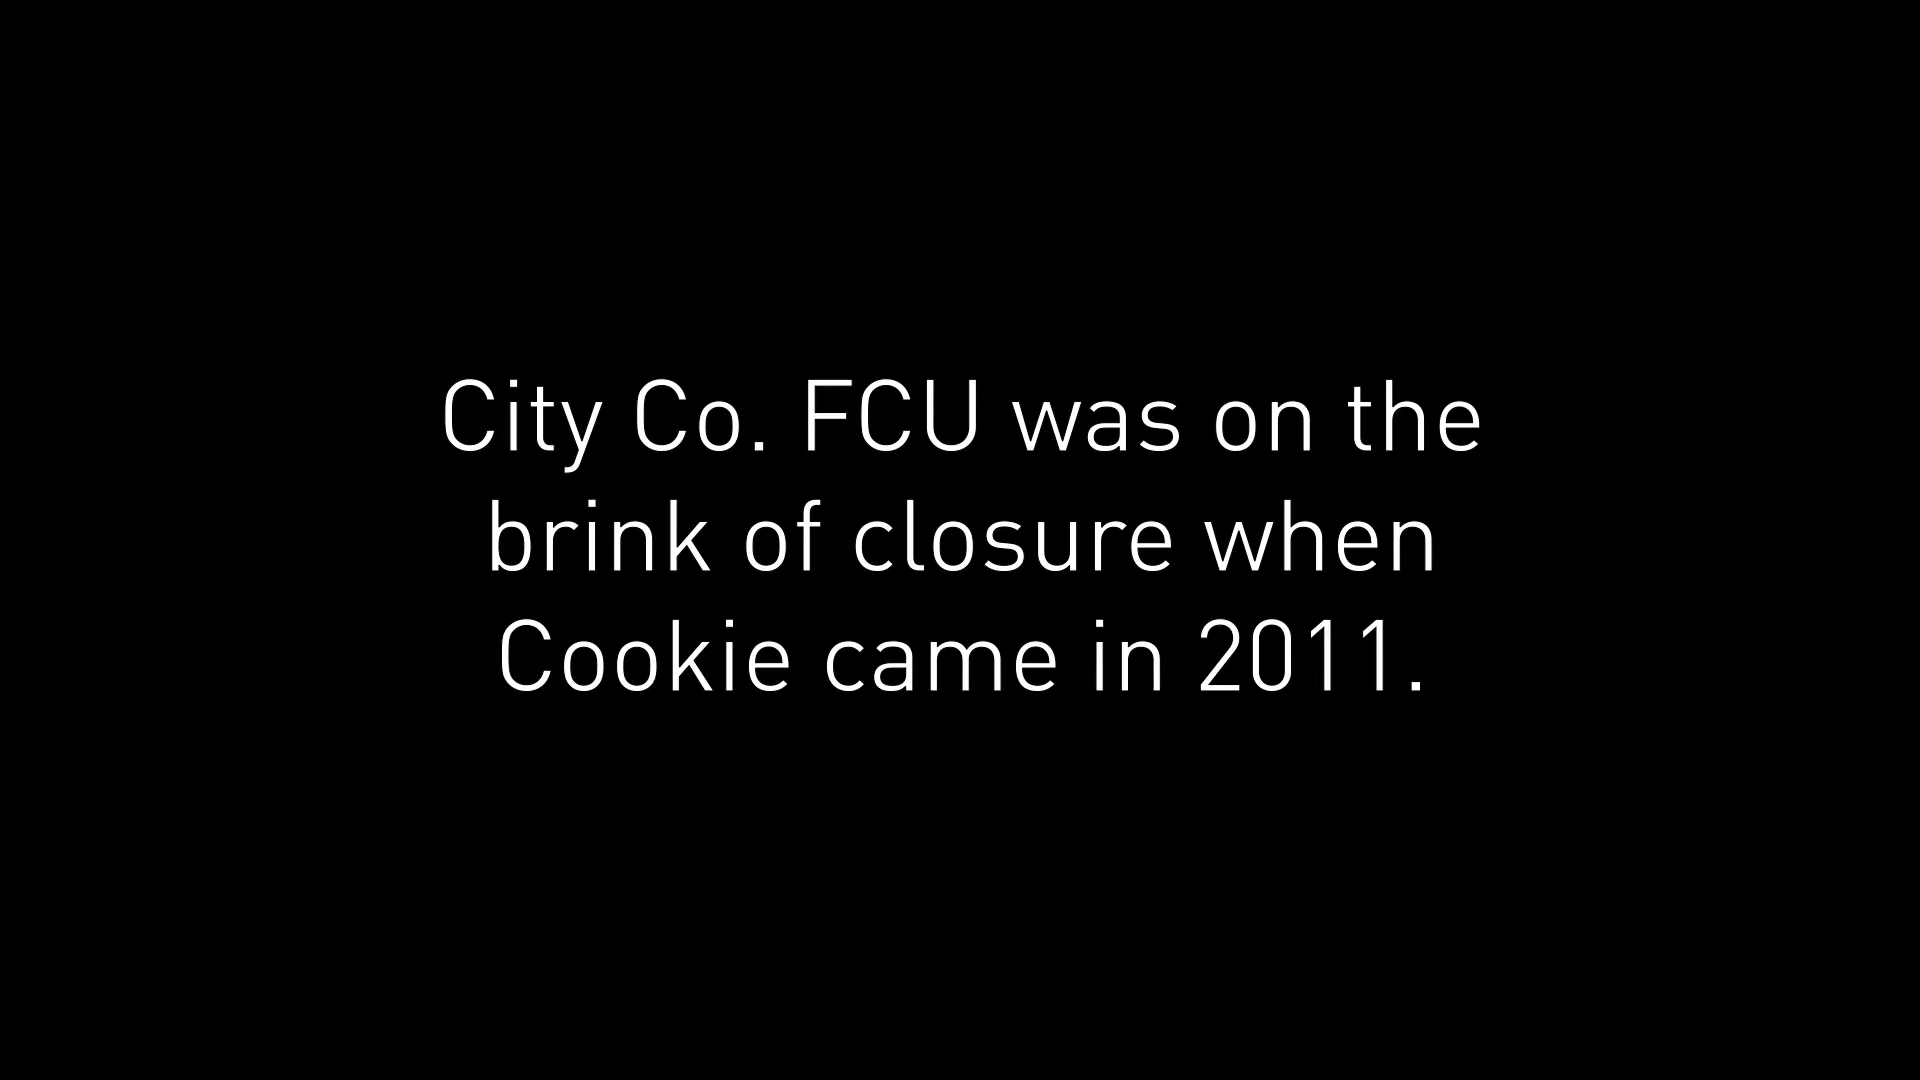 City Co. FCU was on the
brink of closure when
Cookie came in 2011.